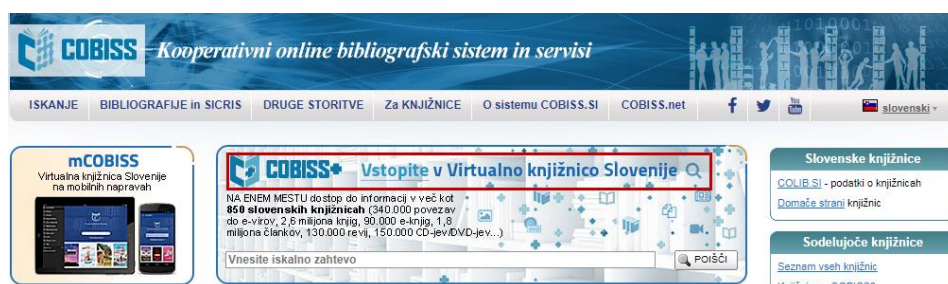 COBISS Kooperativni online bibliografski sistem in servisi
ISKANJE BIBLIOGRAFIJE in SICRIS DRUGE STORITVE Za KNJIŽNICE O sistemu COBISS.SI COBISS.net f You Tube slovenski
mCOBISS
Virtualna knjižnica Slovenije
na mobilnih napravah
COBISS+ Vstopite v Virtualno knjižnico Slovenije
NA ENEM MESTU dostop do informacij v več kot
850 slovenskih knjižnicah (340.000 povezav
do e-virov, 2,6 milijona knjig, 90.000 e-knjig, 1,8
milijona člankov, 130.000 revij, 150.000 CD-jev/DVD-jev...)
Vnesite iskalno zahtevo POIŠČI
Slovenske knjižnice
COLIB.SI - podatki o knjižnicah
Domače strani knjižnic
Sodelujoče knjižnice
Seznam vseh knjižnic